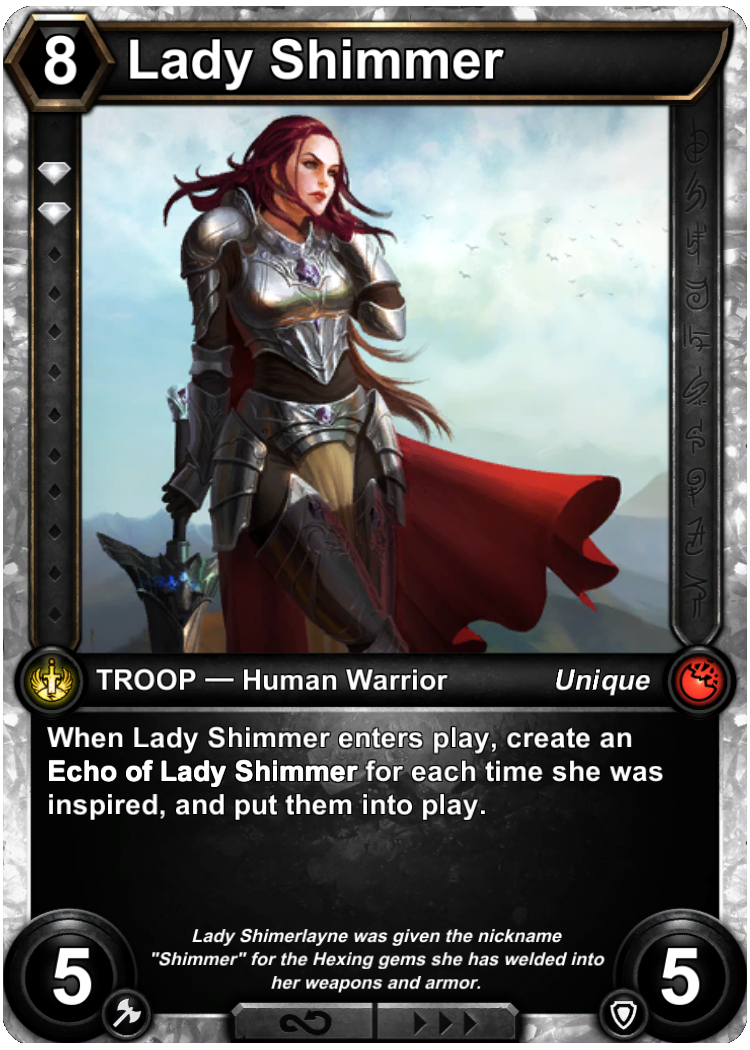 8
Lady Shimmer
TROOP — Human Warrior
Unique
When Lady Shimmer enters play, create an
Echo of Lady Shimmer for each time she was
inspired, and put them into play.
Lady Shimerlayne was given the nickname
"Shimmer" for the Hexing gems she has welded into
her weapons and armor.
5
5